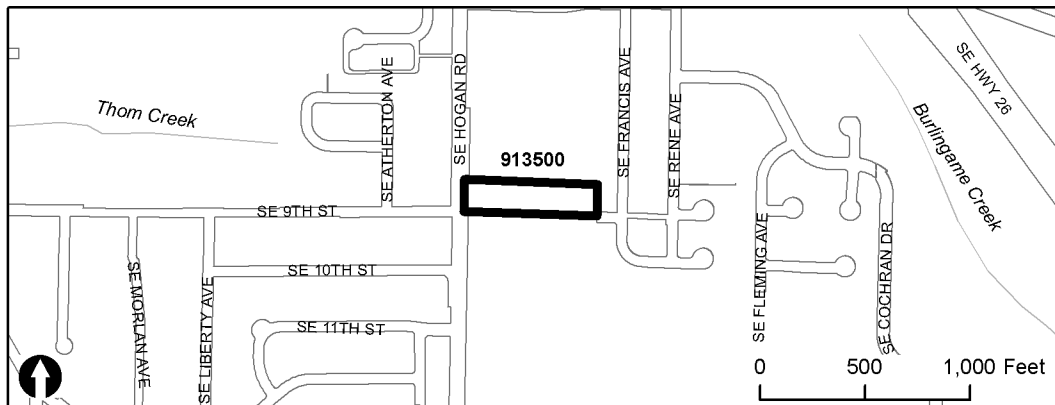 SE HWY 26
Thom Creek
SE ATHERTON AVE
SE HOGAN RD
SE FRANCIS AVE
SE RENE AVE
Burlingame Creek
913500
SE 9TH ST
SE 10TH ST
SE 11TH ST
SE MORLAN AVE
SE LIBERTY AVE
SE FLEMING AVE
SE COCHRAN DR
0 500 1,000 Feet